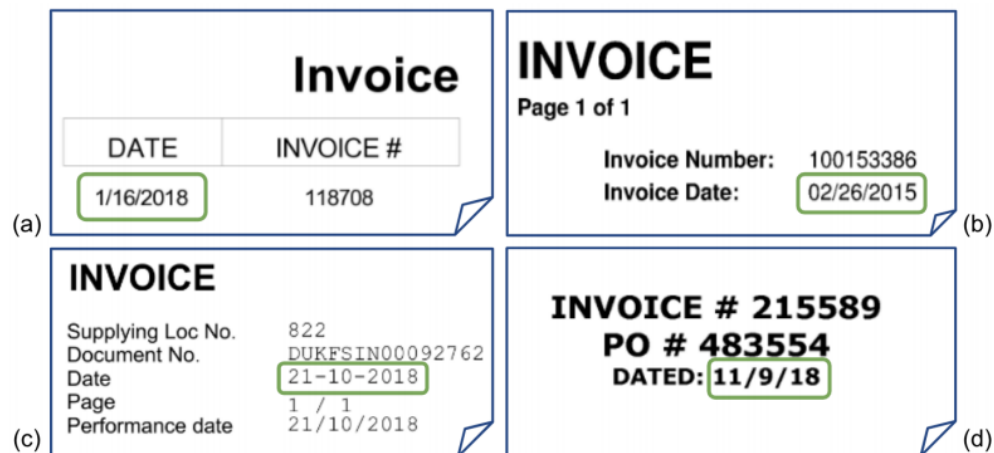 Invoice
DATE INVOICE #
1/16/2018 118708
(a)
INVOICE
Page 1 of 1
Invoice Number: 100153386
Invoice Date: 02/26/2015
(b)
INVOICE
Supplying Loc No. 822
Document No. DUKFSIN00092762
Date 21-10-2018
Page 1 / 1
Performance date 21/10/2018
(c)
INVOICE # 215589
PO # 483554
DATED: 11/9/18
(d)